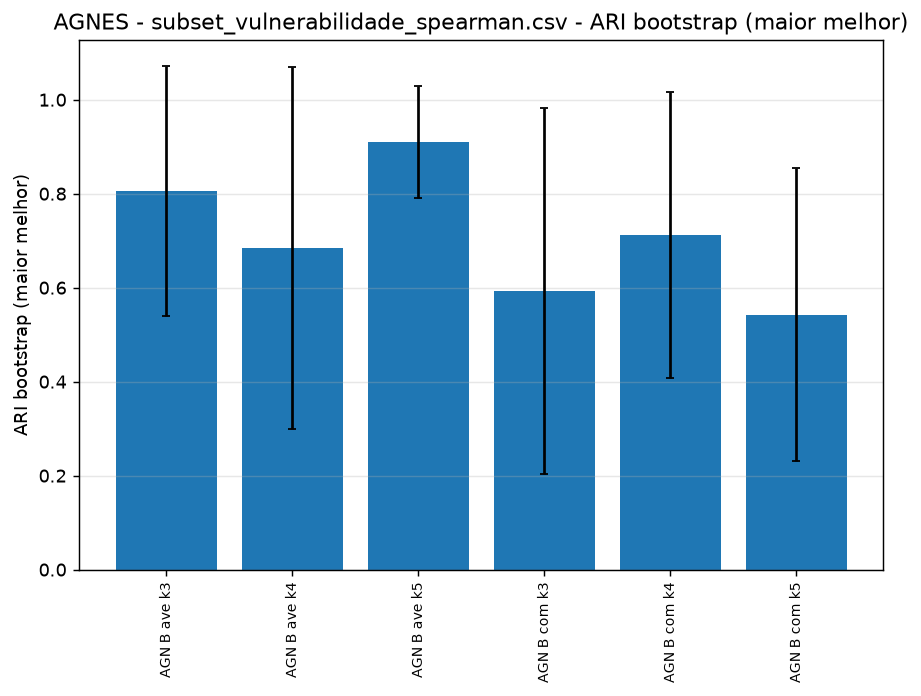 AGNES - subset_vulnerabilidade_spearman.csv - ARI bootstrap (maior melhor)
ARI bootstrap (maior melhor)
1.0
0.8
0.6
0.4
0.2
0.0
AGN B ave k3
AGN B ave k4
AGN B ave k5
AGN B com k3
AGN B com k4
AGN B com k5